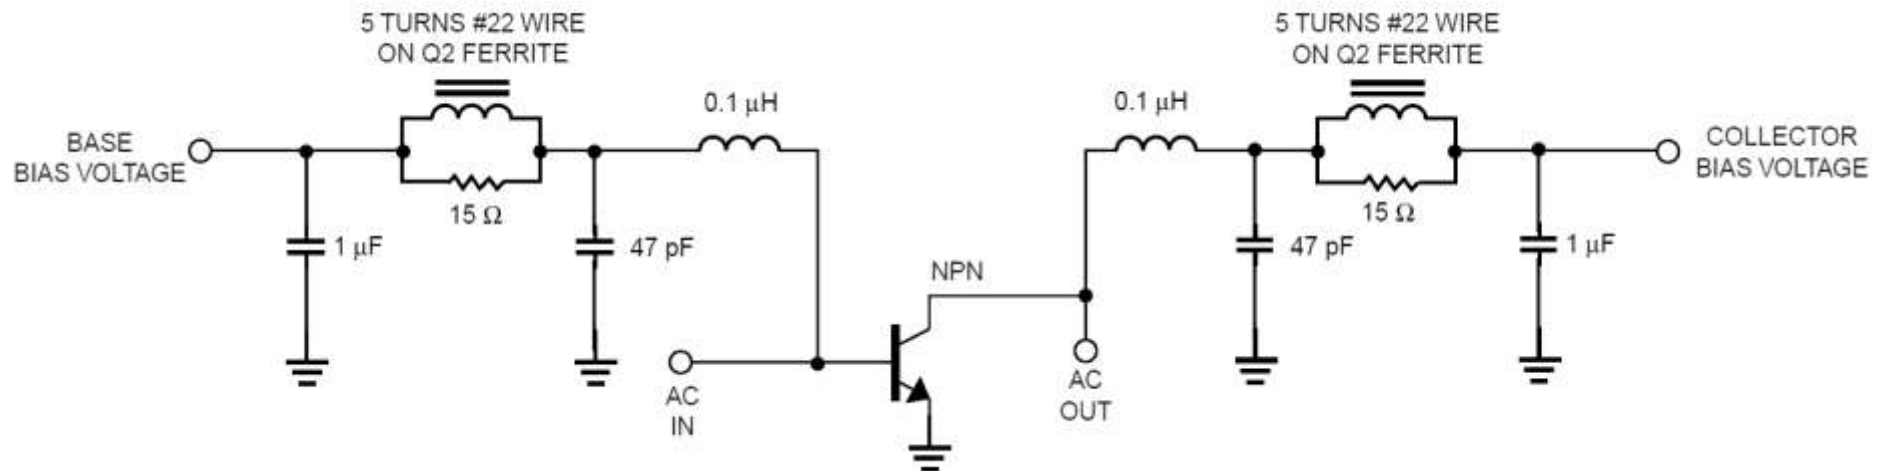 5 TURNS #22 WIRE
ON Q2 FERRITE
5 TURNS #22 WIRE
ON Q2 FERRITE
0.1 μH
0.1 μH
BASE
BIAS VOLTAGE
COLLECTOR
BIAS VOLTAGE
15 Ω
15 Ω
1 μF
47 pF
47 pF
1 μF
NPN
AC
IN
AC
OUT